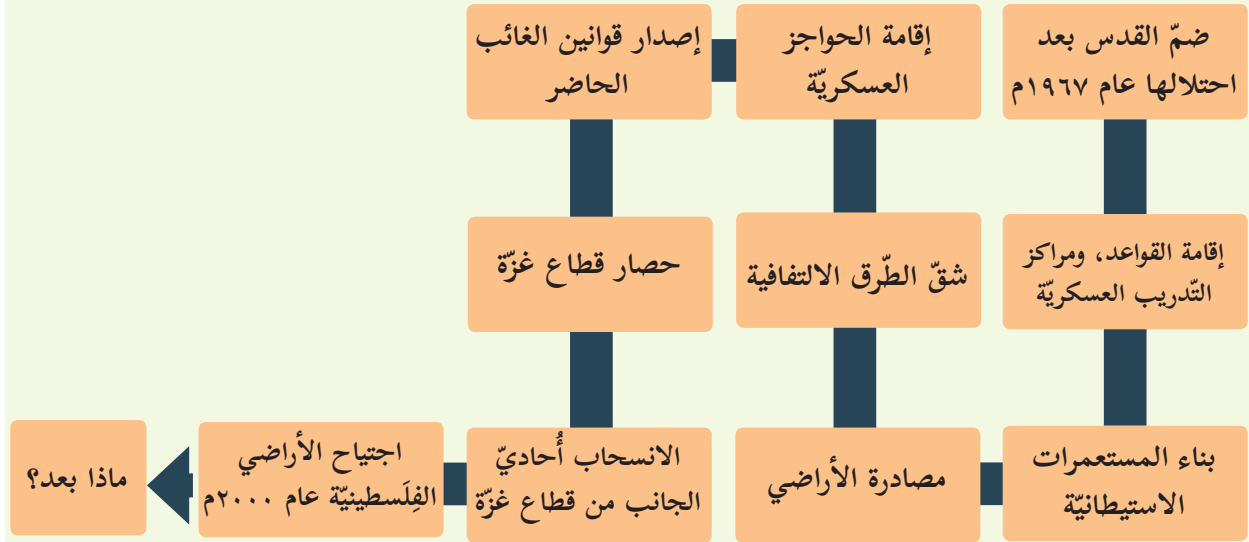 ضمّ القدس بعد
احتلالها عام ١٩٦٧م
إقامة القواعد، ومراكز
التّدريب العسكريّة
بناء المستعمرات
الاستيطانيّة
مصادرة الأراضي
شقّ الطّرق الالتفافية
إقامة الحواجز
العسكريّة
إصدار قوانين الغائب
الحاضر
حصار قطاع غزّة
الانسحاب أُحاديّ
الجانب من قطاع غزّة
اجتياح الأراضي
الفِلَسطينيّة عام ٢٠٠٠م
ماذا بعد؟